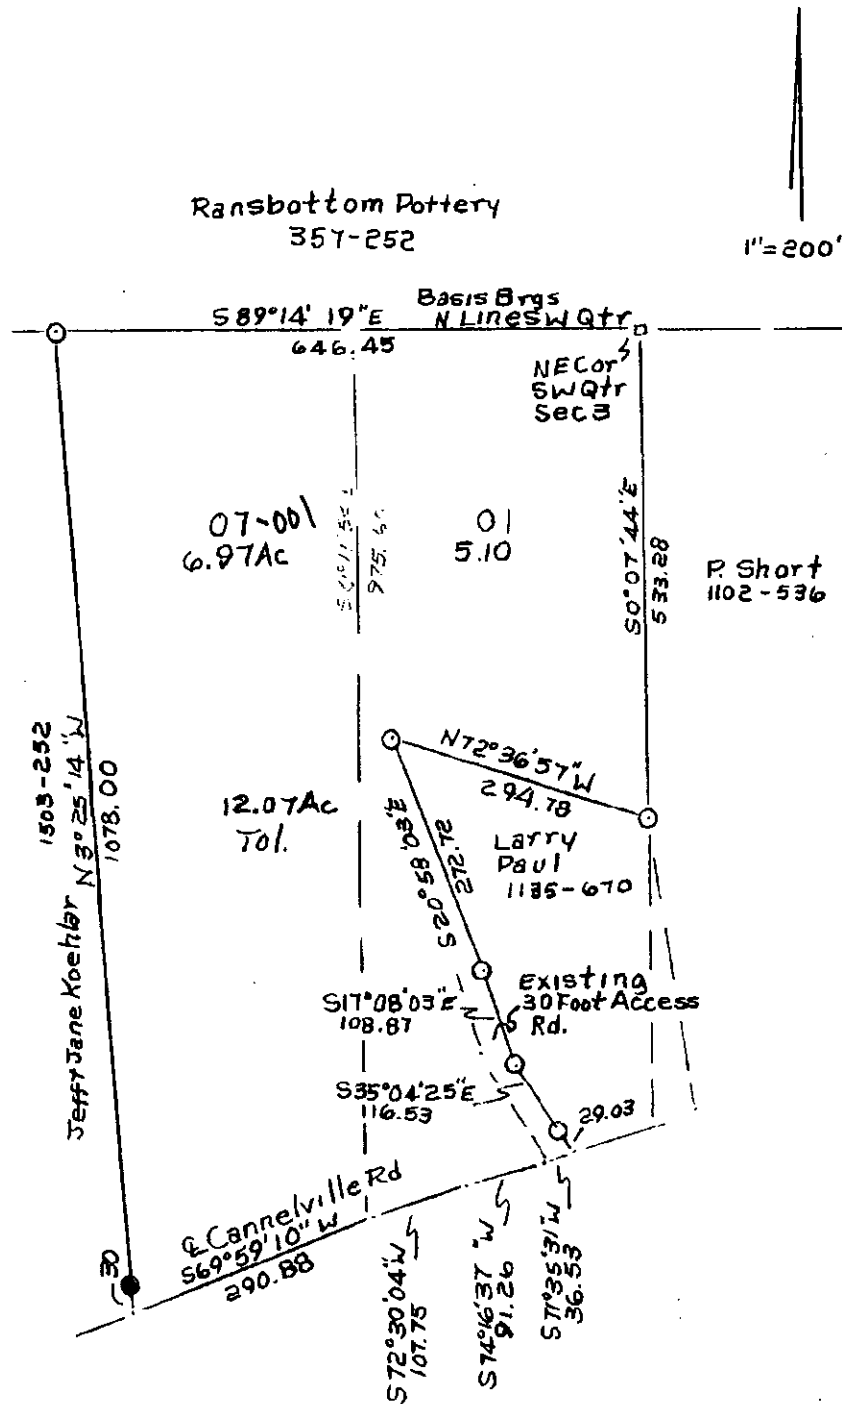 Ransbottom Pottery
357-252
1"=200'
Basis Brgs
S89°14'19"E N Line SW Qtr
646.45
NE Cor
SW Qtr
Sec 3
07-001
6.97Ac
01
5.10
975.
S0°07'44"E
533.28
P. Short
1102-536
1503-252
Jeff & Jane Koehler N3°25'14"W
1078.00
12.07Ac
Tol.
N72°36'57"W
294.78
Larry
Paul
1135-670
S20°58'03"E
272.72
Existing
30 Foot Access
Rd.
S17°08'03"E
108.87
S35°04'25"E
116.53
29.03
30
℄ Cannelville Rd
S69°59'10"W
290.88
S72°30'04"W
107.75
S74°16'37"W
91.26
S71°35'31"W
36.53